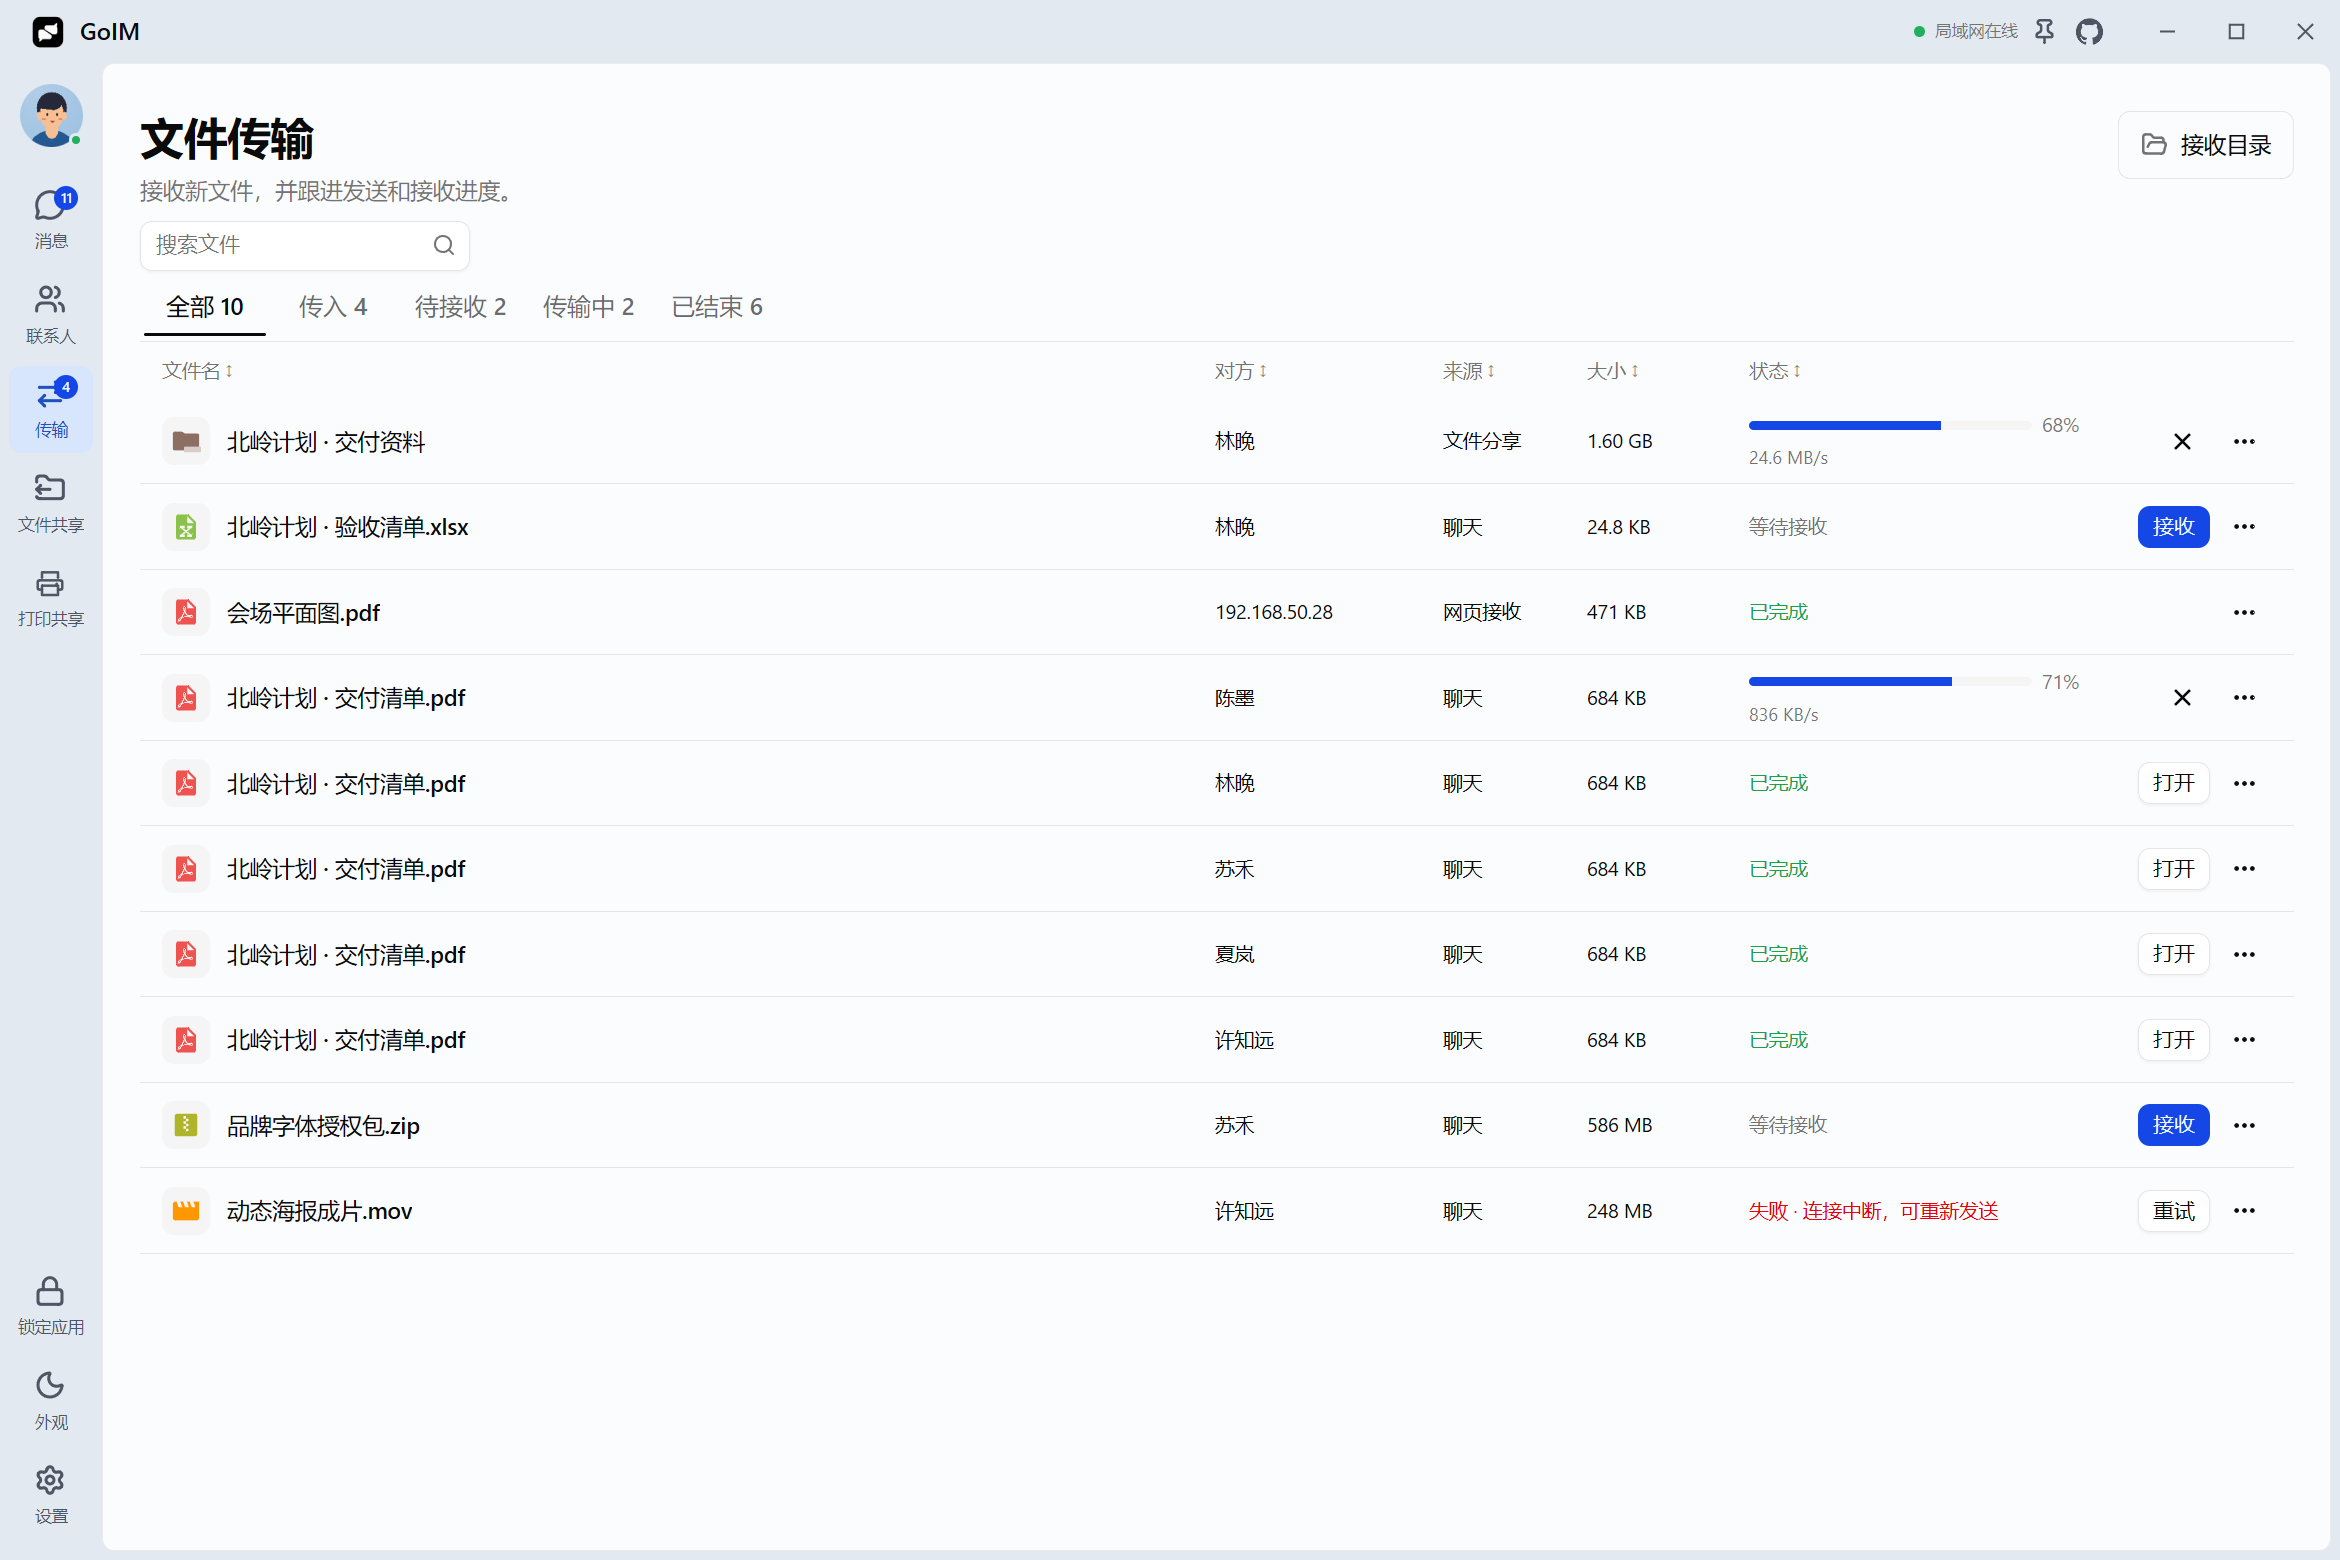 GoIM
局域网在线
11
消息
联系人
4
传输
文件共享
打印共享
锁定应用
外观
设置
文件传输
接收新文件，并跟进发送和接收进度。
接收目录
搜索文件
全部 10 传入 4 待接收 2 传输中 2 已结束 6
文件名 ↕ 对方 ↕ 来源 ↕ 大小 ↕ 状态 ↕
北岭计划 · 交付资料 林晚 文件分享 1.60 GB 68%
24.6 MB/s
北岭计划 · 验收清单.xlsx 林晚 聊天 24.8 KB 等待接收 接收
会场平面图.pdf 192.168.50.28 网页接收 471 KB 已完成
北岭计划 · 交付清单.pdf 陈墨 聊天 684 KB 71%
836 KB/s
北岭计划 · 交付清单.pdf 林晚 聊天 684 KB 已完成 打开
北岭计划 · 交付清单.pdf 苏禾 聊天 684 KB 已完成 打开
北岭计划 · 交付清单.pdf 夏岚 聊天 684 KB 已完成 打开
北岭计划 · 交付清单.pdf 许知远 聊天 684 KB 已完成 打开
品牌字体授权包.zip 苏禾 聊天 586 MB 等待接收 接收
动态海报成片.mov 许知远 聊天 248 MB 失败 · 连接中断，可重新发送 重试